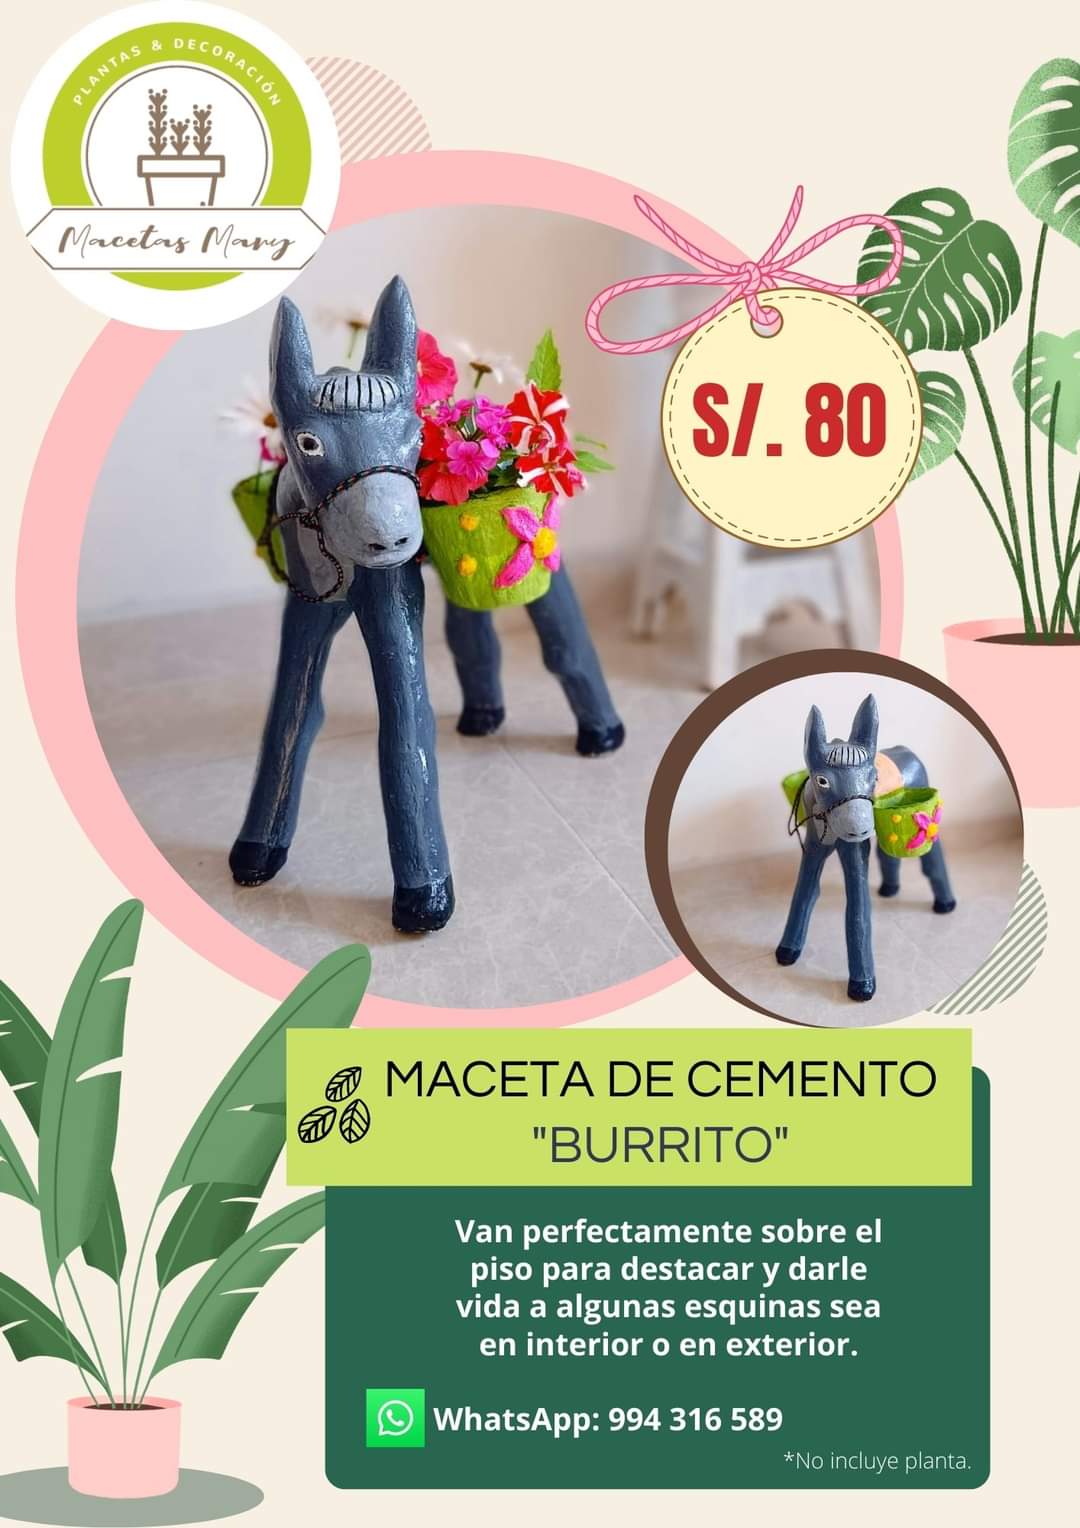 PLANTAS & DECORACIÓN
Macetas Mary
S/. 80
MACETA DE CEMENTO
"BURRITO"
Van perfectamente sobre el
piso para destacar y darle
vida a algunas esquinas sea
en interior o en exterior.
WhatsApp: 994 316 589
*No incluye planta.